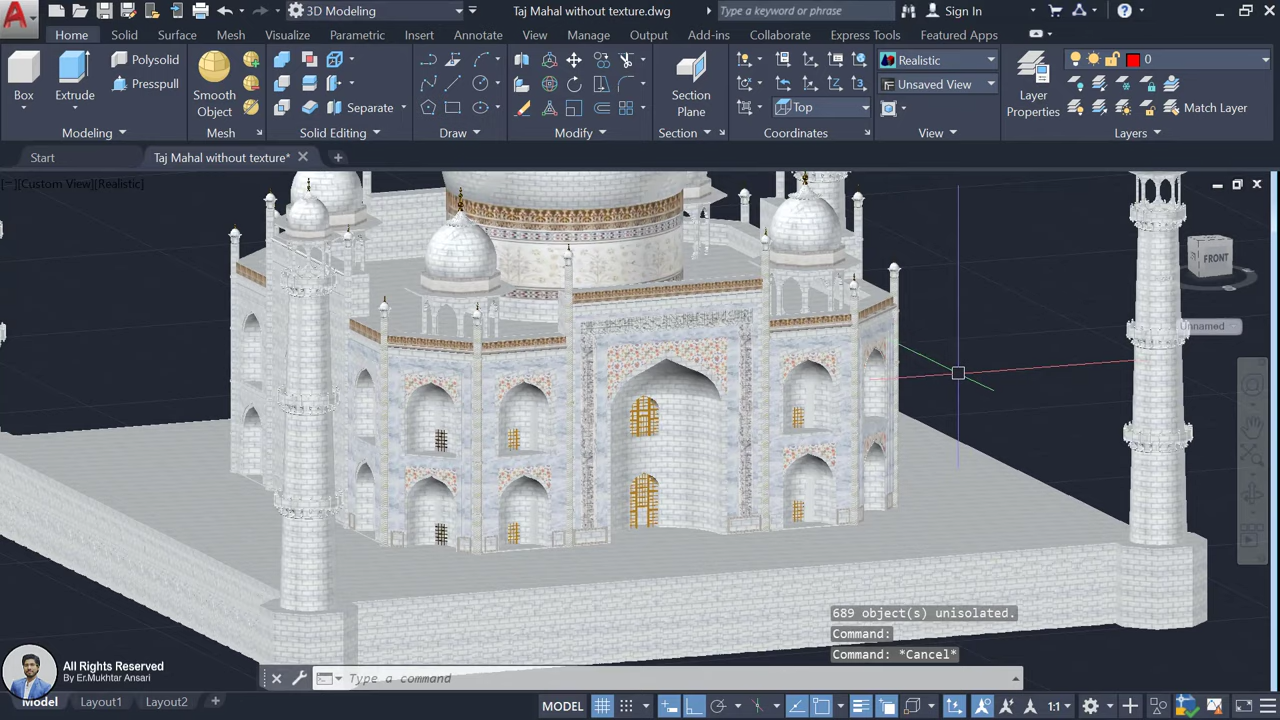 3D Modeling
Taj Mahal without texture.dwg
Type a keyword or phrase
Sign In
Home
Solid
Surface
Mesh
Visualize
Parametric
Insert
Annotate
View
Manage
Output
Add-ins
Collaborate
Express Tools
Featured Apps
Box
Extrude
Polysolid
Presspull
Smooth
Object
Separate
Section
Plane
Top
Realistic
Unsaved View
Layer
Properties
0
Match Layer
Modeling
Mesh
Solid Editing
Draw
Modify
Section
Coordinates
View
Layers
Start
Taj Mahal without texture*
[−][Custom View][Realistic]
FRONT
Unnamed
689 object(s) unisolated.
Command:
Command: *Cancel*
Type a command
All Rights Reserved
By Er.Mukhtar Ansari
Model
Layout1
Layout2
MODEL
1:1